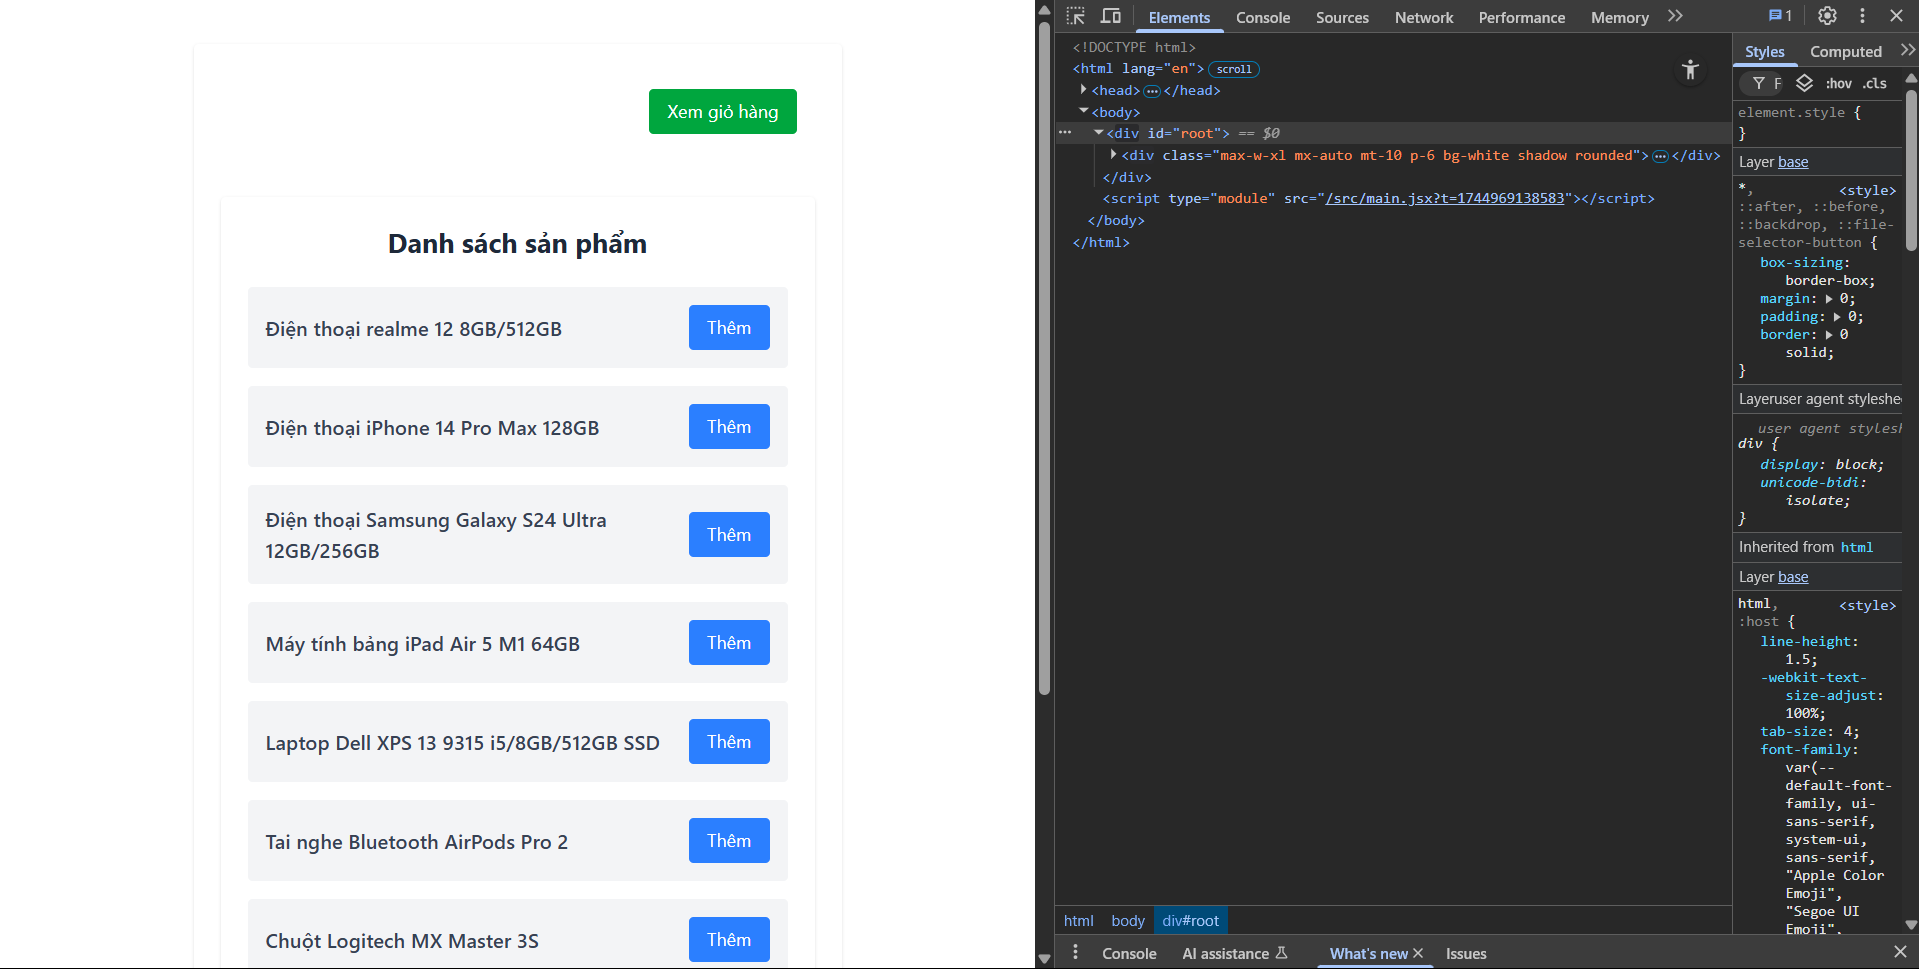 Xem giỏ hàng
Danh sách sản phẩm
Điện thoại realme 12 8GB/512GB
Thêm
Điện thoại iPhone 14 Pro Max 128GB
Thêm
Điện thoại Samsung Galaxy S24 Ultra
12GB/256GB
Thêm
Máy tính bảng iPad Air 5 M1 64GB
Thêm
Laptop Dell XPS 13 9315 i5/8GB/512GB SSD
Thêm
Tai nghe Bluetooth AirPods Pro 2
Thêm
Chuột Logitech MX Master 3S
Thêm
Elements Console Sources Network Performance Memory 1
<!DOCTYPE html>
<html lang="en"> scroll
<head> ··· </head>
<body>
··· <div id="root"> == $0
<div class="max-w-xl mx-auto mt-10 p-6 bg-white shadow rounded"> ··· </div>
</div>
<script type="module" src="/src/main.jsx?t=1744969138583"></script>
</body>
</html>
html body div#root
Styles Computed
F :hov .cls
element.style {
}
Layer base
*, <style>
::after, ::before,
::backdrop, ::file-
selector-button {
box-sizing:
border-box;
margin: 0;
padding: 0;
border: 0
solid;
}
Layeruser agent styleshe
user agent stylesh
div {
display: block;
unicode-bidi:
isolate;
}
Inherited from html
Layer base
html, <style>
:host {
line-height:
1.5;
-webkit-text-
size-adjust:
100%;
tab-size: 4;
font-family:
var(--
default-font-
family, ui-
sans-serif,
system-ui,
sans-serif,
"Apple Color
Emoji",
"Segoe UI
Emoji",
Console AI assistance What's new Issues